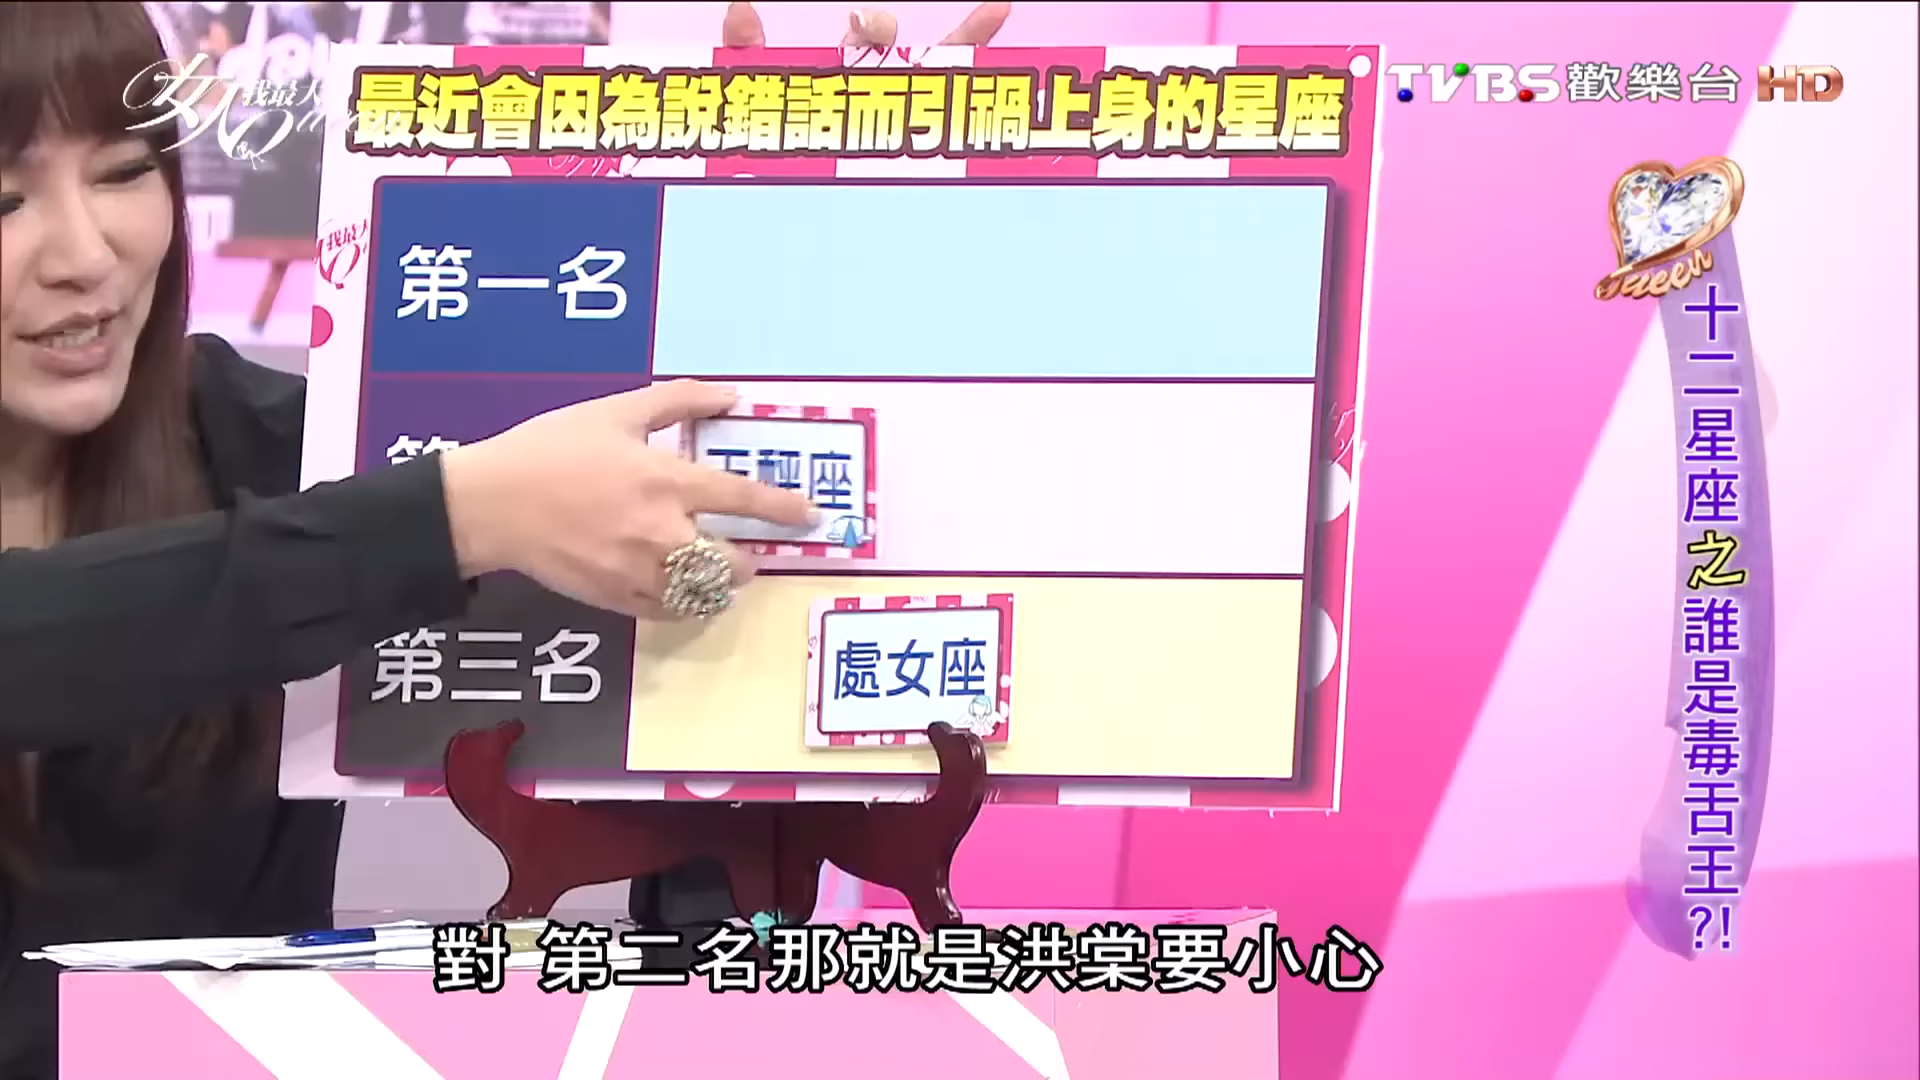 女人我最大
Queen
最近會因為說錯話而引禍上身的星座
TVBS歡樂台 HD
Queen
十二星座之誰是毒舌王?!
第一名
天秤座
第三名
處女座
對 第二名那就是洪棠要小心